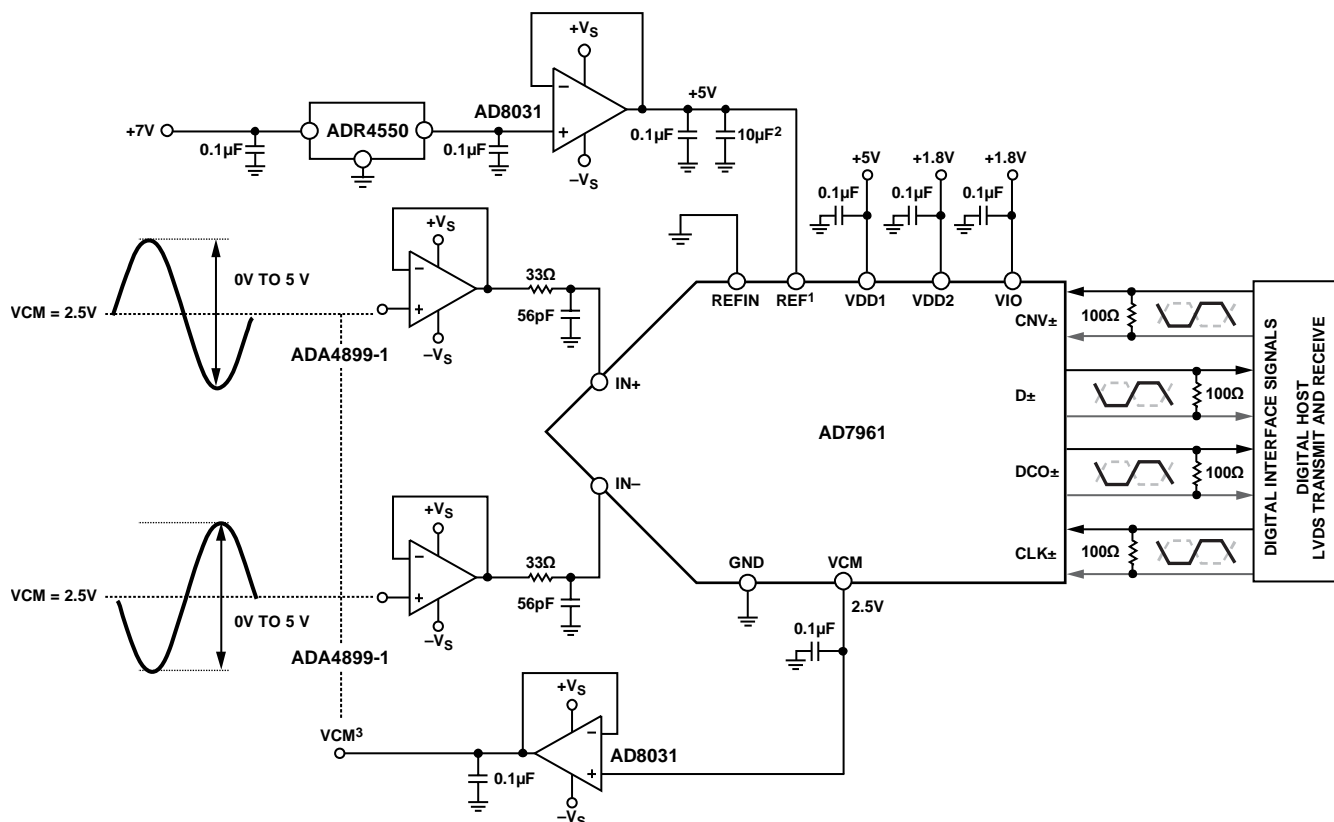 +VS
−
+
−VS
AD8031
+7V
0.1µF
ADR4550
0.1µF
+5V
0.1µF
10µF2
+5V
+1.8V
+1.8V
0.1µF
0.1µF
0.1µF
0V TO 5 V
VCM = 2.5V
+VS
−
+
−VS
ADA4899-1
33Ω
56pF
REFIN
REF1
VDD1
VDD2
VIO
IN+
AD7961
CNV±
100Ω
D±
100Ω
DCO±
100Ω
CLK±
100Ω
DIGITAL INTERFACE SIGNALS
DIGITAL HOST
LVDS TRANSMIT AND RECEIVE
IN−
VCM = 2.5V
0V TO 5 V
+VS
−
+
−VS
ADA4899-1
33Ω
56pF
GND
VCM
2.5V
0.1µF
VCM3
0.1µF
+VS
−
+
−VS
AD8031